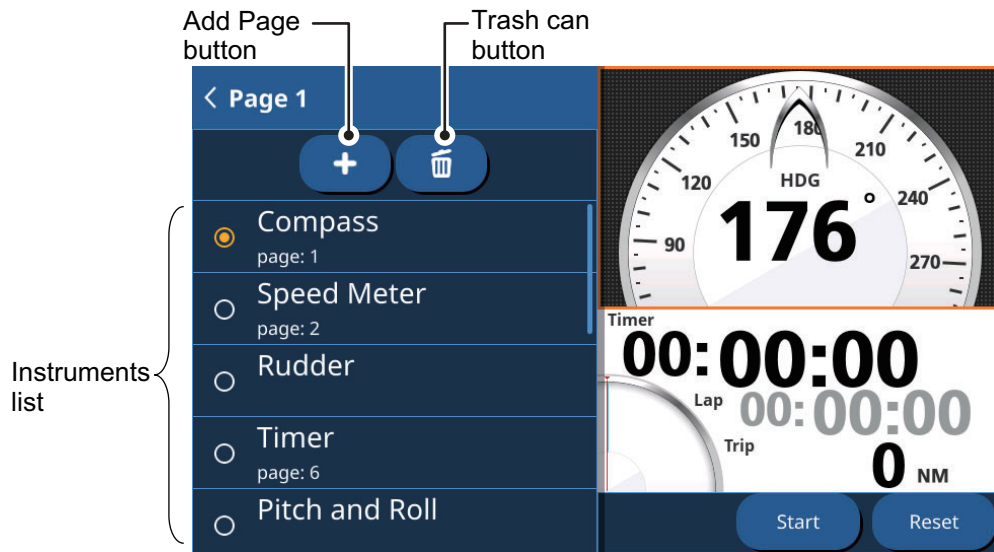 Add Page
button
Trash can
button
< Page 1
+
Compass
page: 1
Speed Meter
page: 2
Rudder
Timer
page: 6
Pitch and Roll
Instruments
list
90
120
150
180
210
240
270
HDG
176°
Timer
00:00:00
Lap
00:00:00
Trip
0 NM
Start
Reset